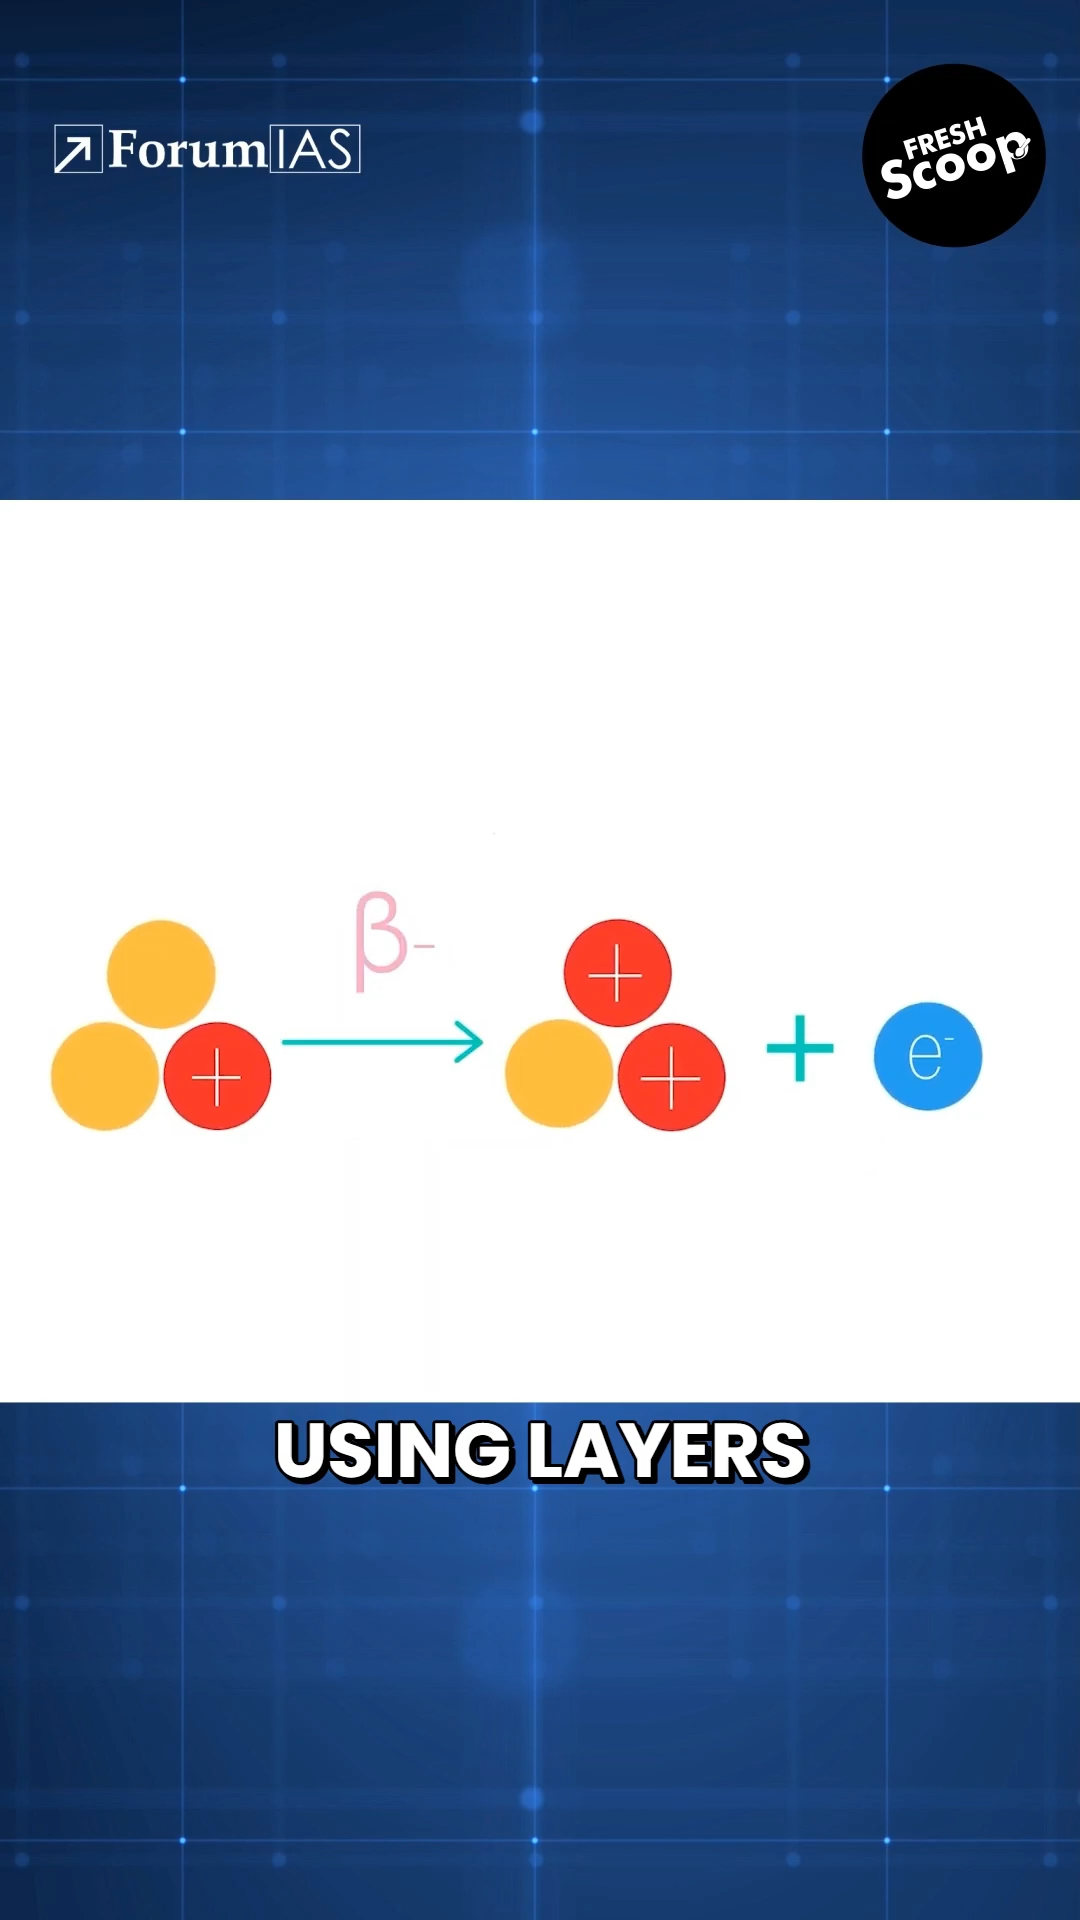 ForumIAS
FRESH
Scoop
β-
+ + + + e-
USING LAYERS